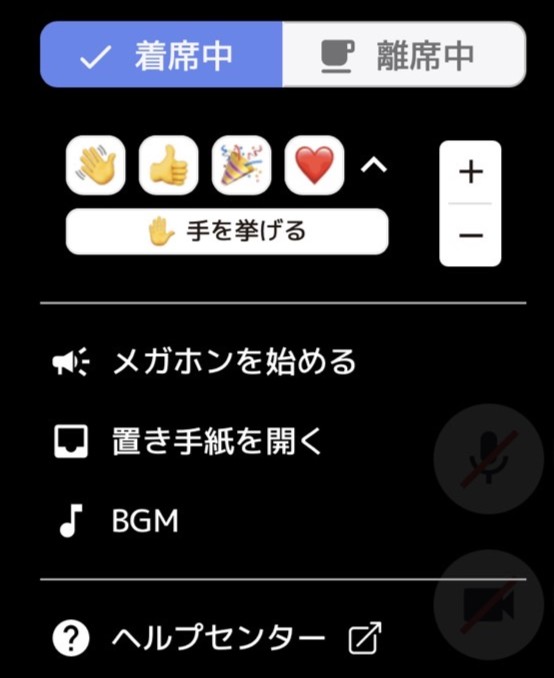 着席中 離席中
手を挙げる
メガホンを始める
置き手紙を開く
BGM
ヘルプセンター